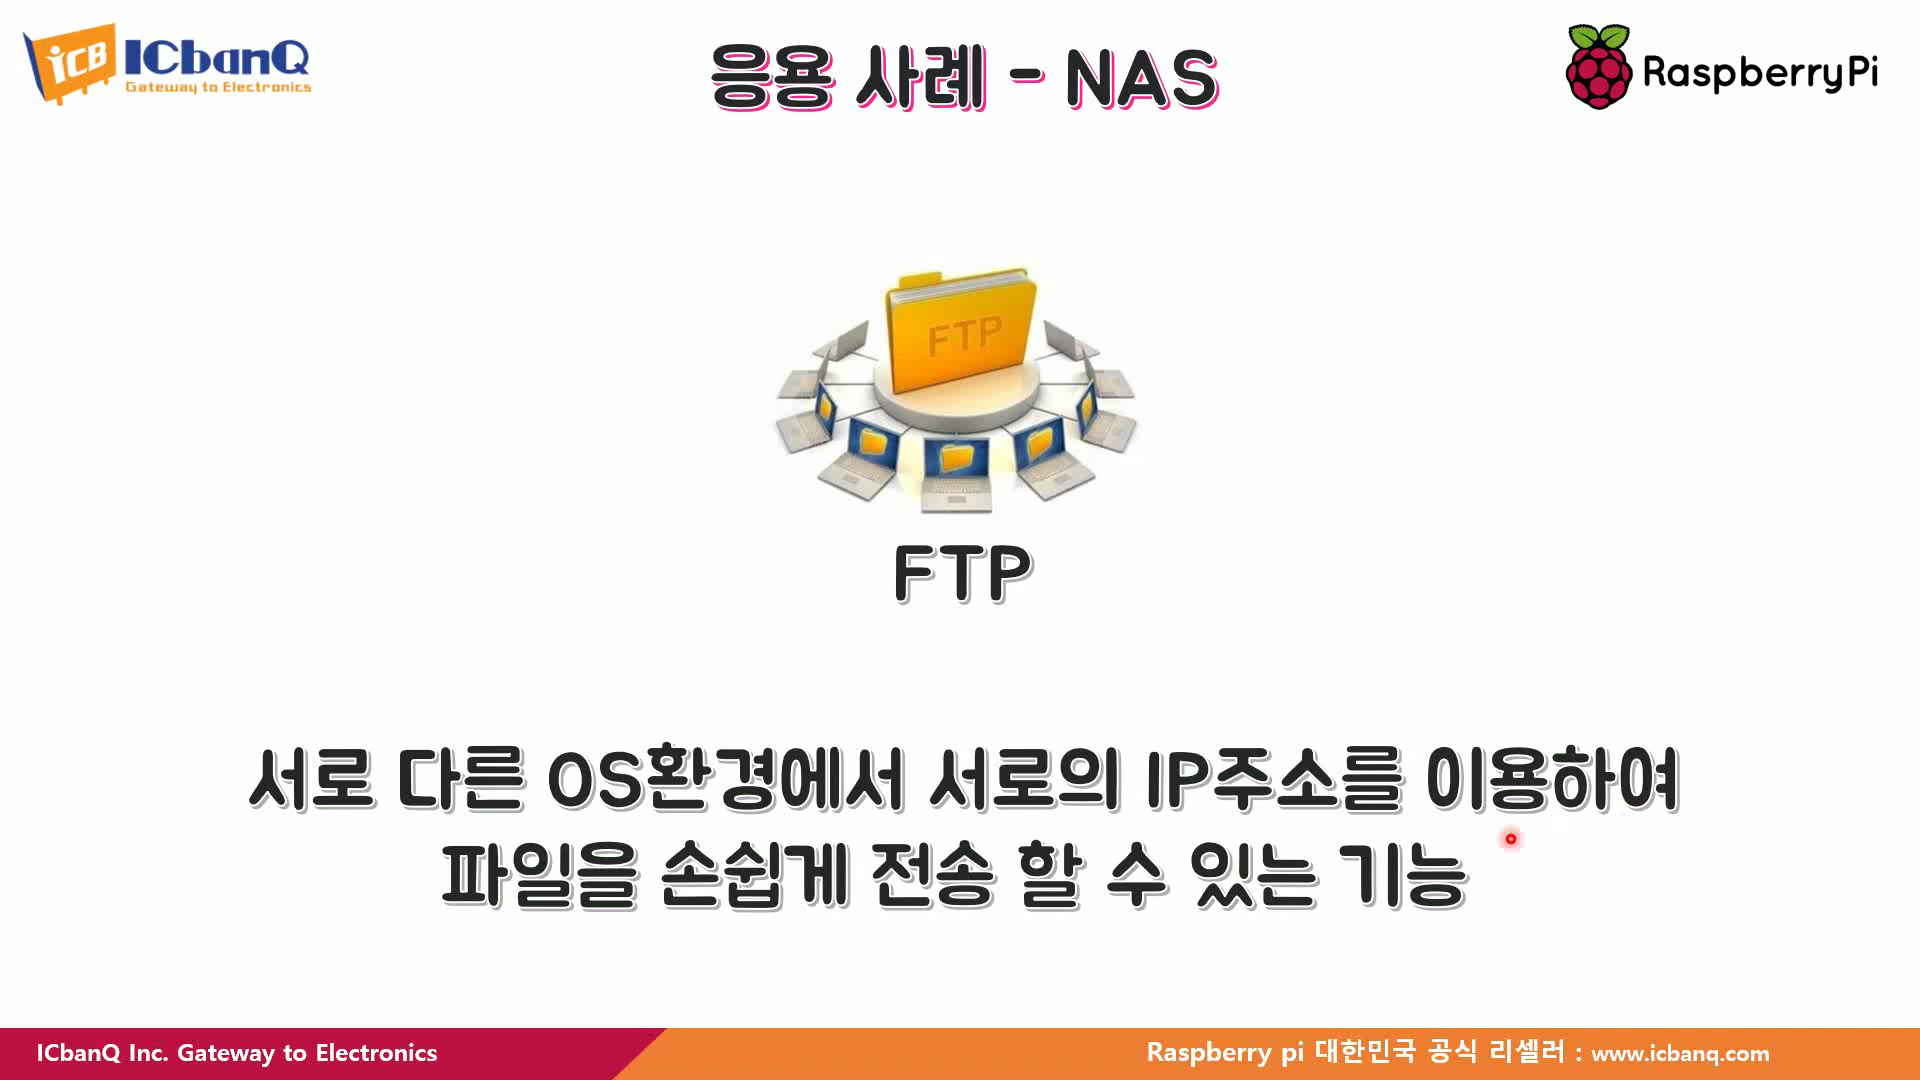 iCB ICbanQ
Gateway to Electronics
응용 사례 - NAS
RaspberryPi
FTP
FTP
서로 다른 OS환경에서 서로의 IP주소를 이용하여
파일을 손쉽게 전송 할 수 있는 기능
ICbanQ Inc. Gateway to Electronics
Raspberry pi 대한민국 공식 리셀러 : www.icbanq.com